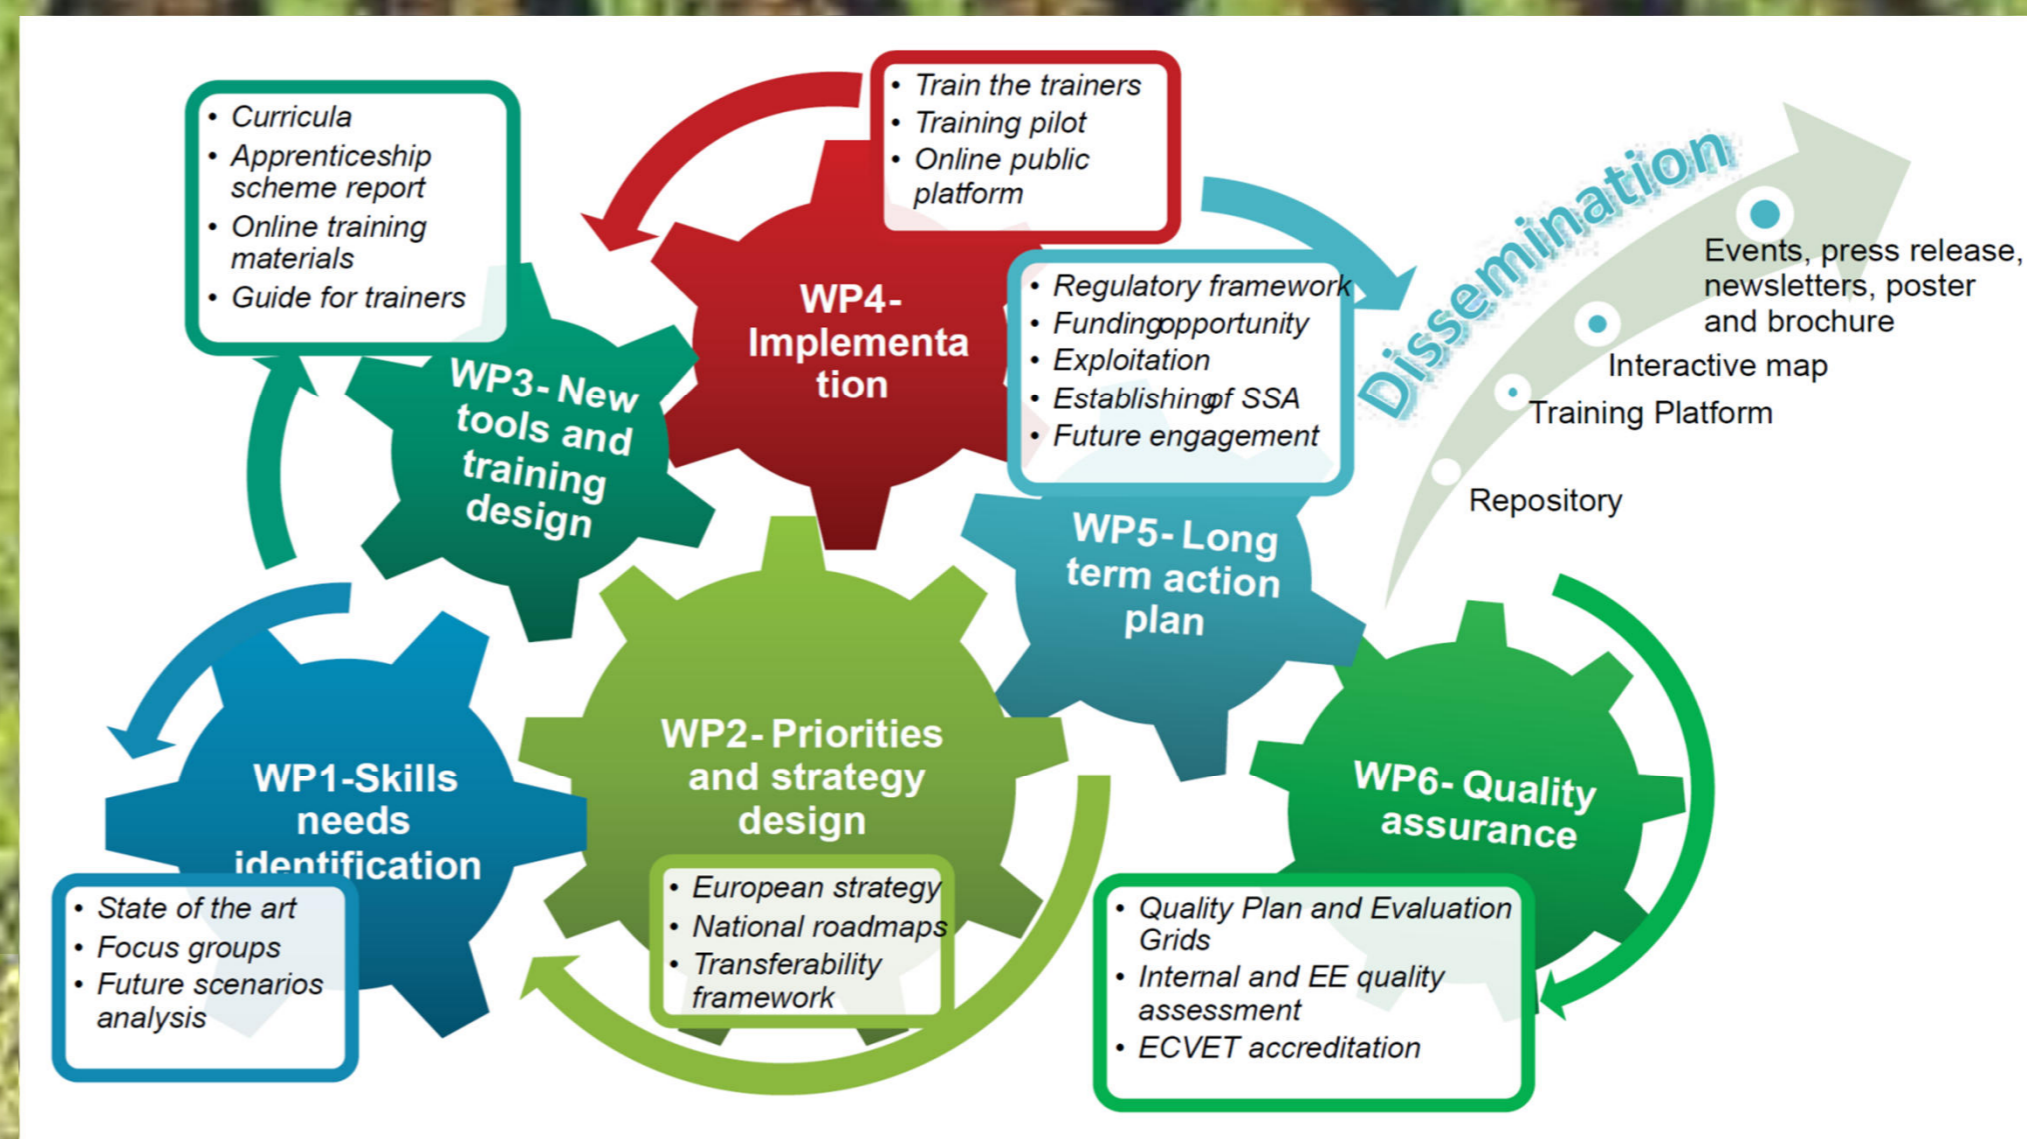 • Curricula
• Apprenticeship
scheme report
• Online training
materials
• Guide for trainers
WP3- New
tools and
training
design
• Train the trainers
• Training pilot
• Online public
platform
WP4-
Implementa
tion
• Regulatory framework
• Fundingopportunity
• Exploitation
• Establishingof SSA
• Future engagement
WP5- Long
term action
plan
Dissemination
Events, press release,
newsletters, poster
and brochure
Interactive map
Training Platform
Repository
WP1-Skills
needs
identification
• State of the art
• Focus groups
• Future scenarios
analysis
WP2- Priorities
and strategy
design
• European strategy
• National roadmaps
• Transferability
framework
WP6- Quality
assurance
• Quality Plan and Evaluation
Grids
• Internal and EE quality
assessment
• ECVET accreditation